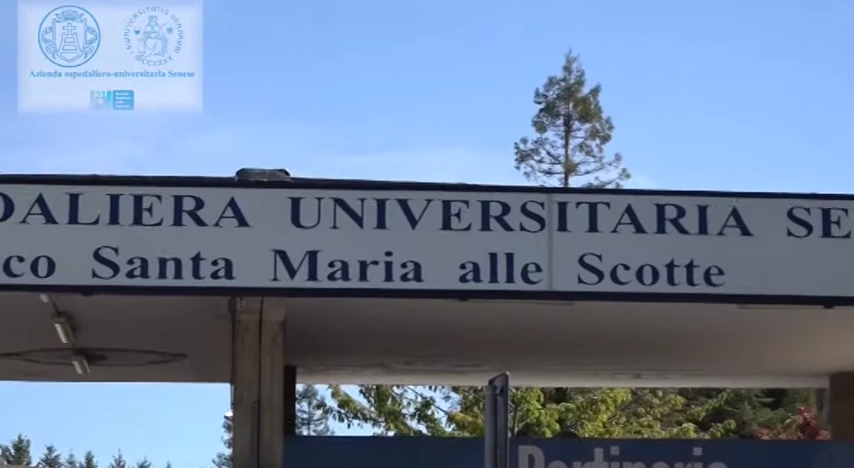 Azienda ospedaliero-universitaria Senese
DALIERA UNIVERSITARIA SE
co Santa Maria alle Scotte